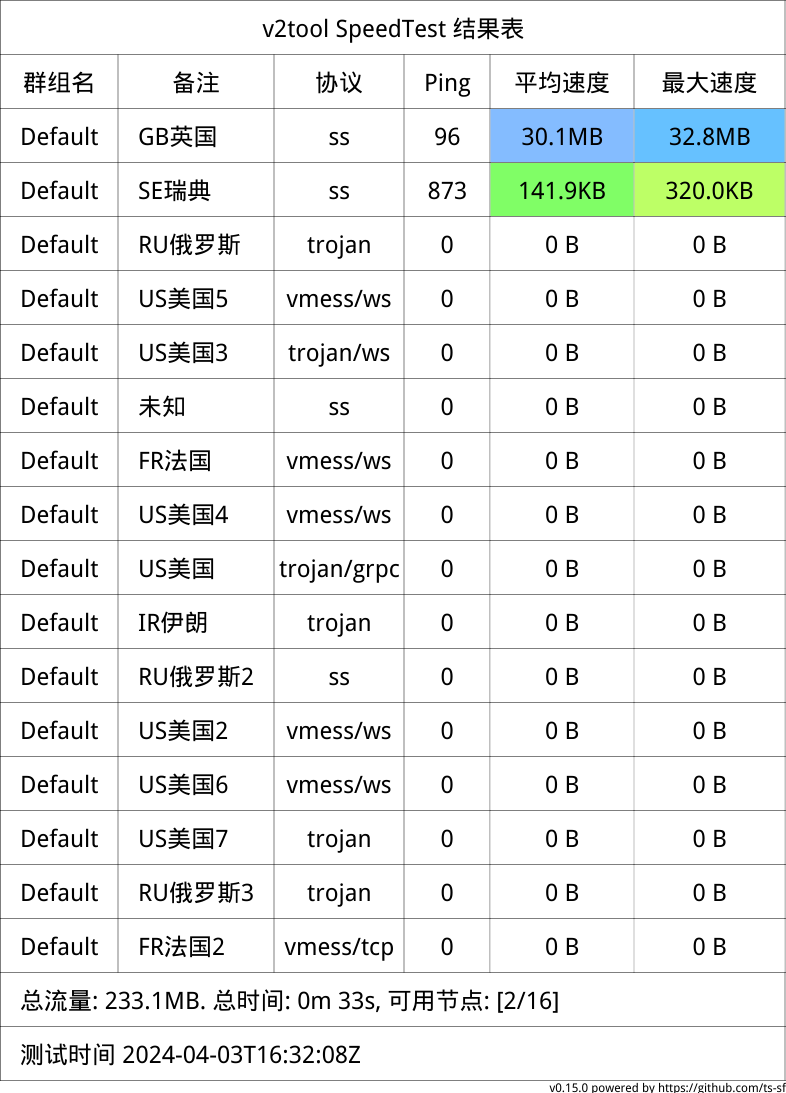 v2tool SpeedTest 结果表
群组名 备注 协议 Ping 平均速度 最大速度
Default GB英国 ss 96 30.1MB 32.8MB
Default SE瑞典 ss 873 141.9KB 320.0KB
Default RU俄罗斯 trojan 0 0 B 0 B
Default US美国5 vmess/ws 0 0 B 0 B
Default US美国3 trojan/ws 0 0 B 0 B
Default 未知 ss 0 0 B 0 B
Default FR法国 vmess/ws 0 0 B 0 B
Default US美国4 vmess/ws 0 0 B 0 B
Default US美国 trojan/grpc 0 0 B 0 B
Default IR伊朗 trojan 0 0 B 0 B
Default RU俄罗斯2 ss 0 0 B 0 B
Default US美国2 vmess/ws 0 0 B 0 B
Default US美国6 vmess/ws 0 0 B 0 B
Default US美国7 trojan 0 0 B 0 B
Default RU俄罗斯3 trojan 0 0 B 0 B
Default FR法国2 vmess/tcp 0 0 B 0 B
总流量: 233.1MB. 总时间: 0m 33s, 可用节点: [2/16]
测试时间 2024-04-03T16:32:08Z
v0.15.0 powered by https://github.com/ts-sf